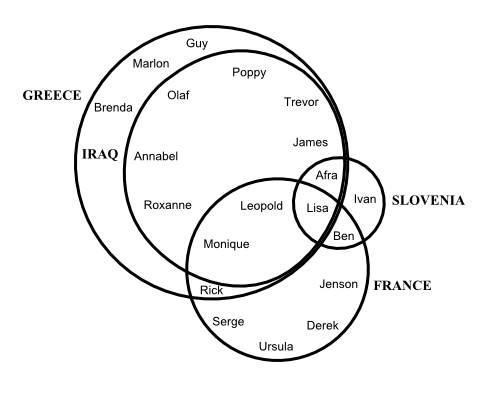 Guy
Marlon
Poppy
GREECE
Olaf
Trevor
Brenda
James
IRAQ
Annabel
Afra
Roxanne
Leopold
Lisa
Ivan
SLOVENIA
Monique
Ben
Rick
Jenson
FRANCE
Serge
Derek
Ursula